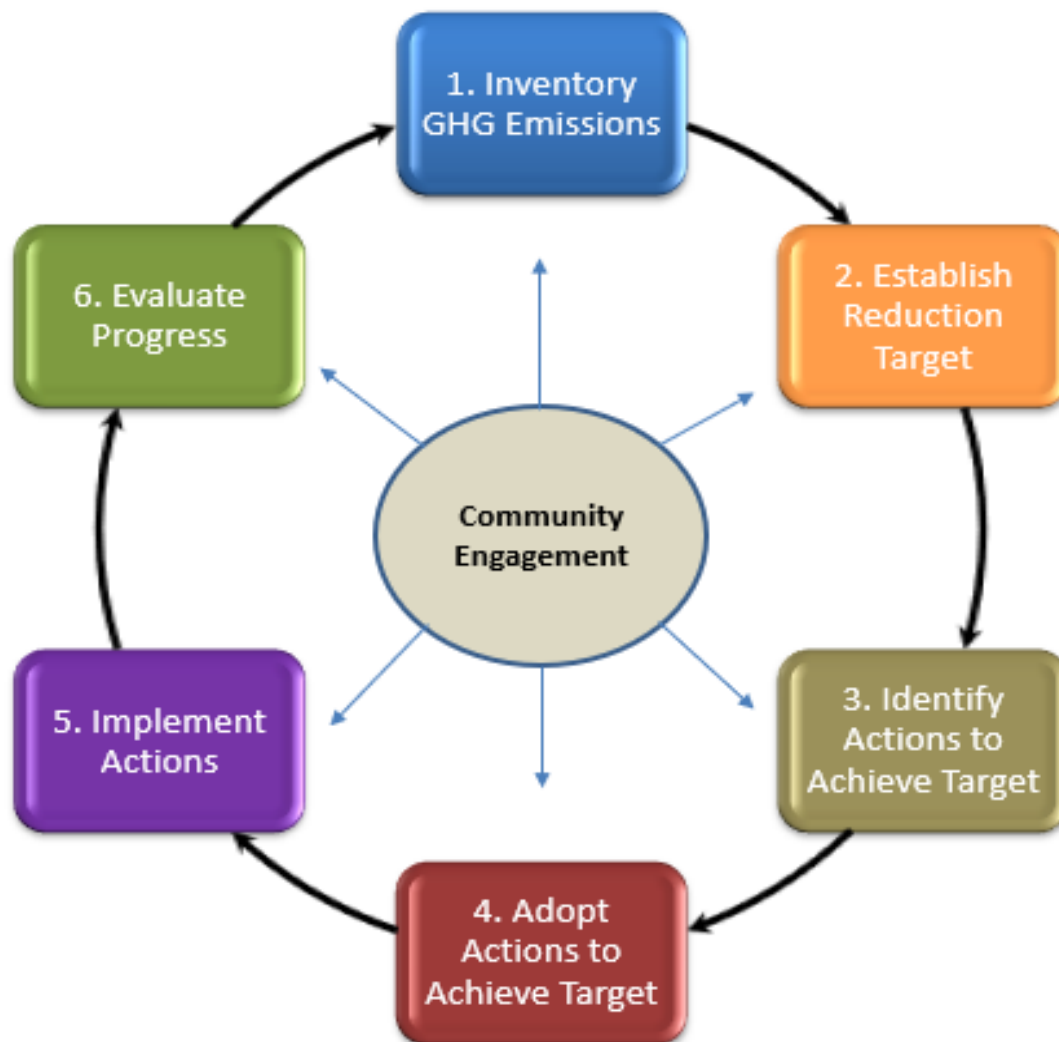 1. Inventory
GHG Emissions
2. Establish
Reduction
Target
3. Identify
Actions to
Achieve Target
4. Adopt
Actions to
Achieve Target
5. Implement
Actions
6. Evaluate
Progress
Community
Engagement